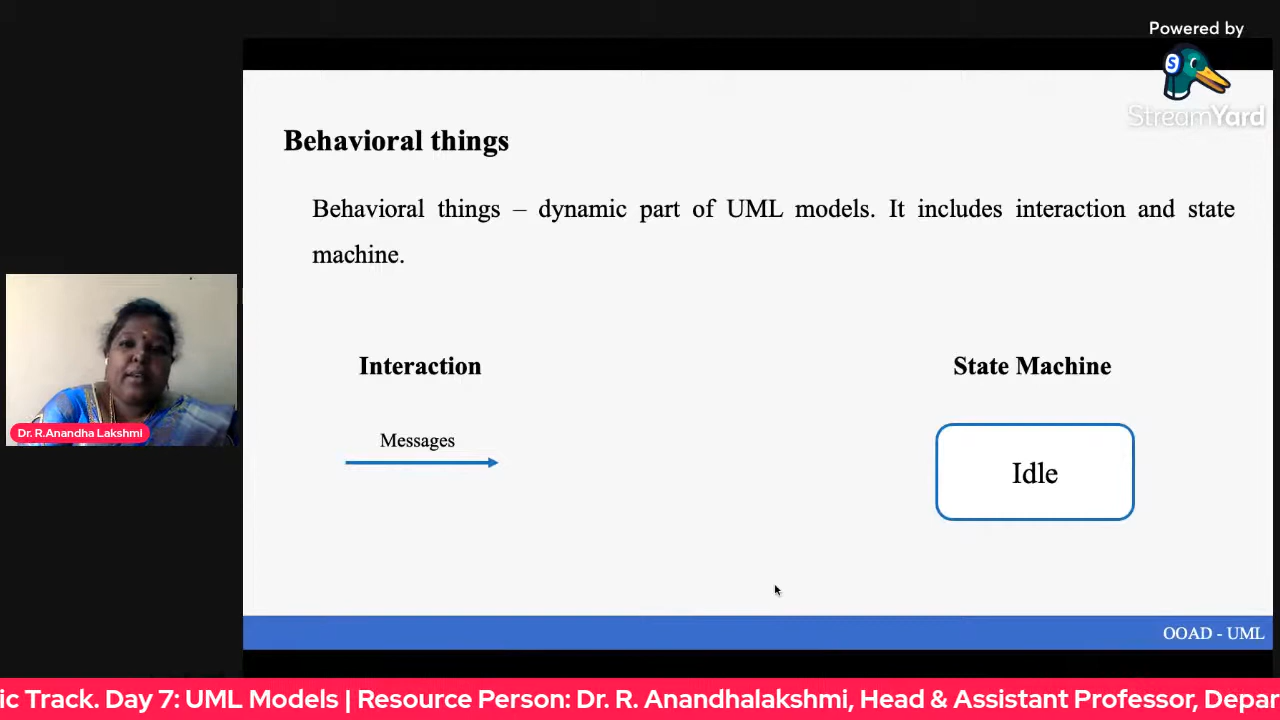 Powered by
StreamYard
Behavioral things
Behavioral things – dynamic part of UML models. It includes interaction and state
machine.
Interaction
State Machine
Messages
Idle
Dr. R.Anandha Lakshmi
OOAD - UML
ic Track. Day 7: UML Models | Resource Person: Dr. R. Anandhalakshmi, Head & Assistant Professor, Depar